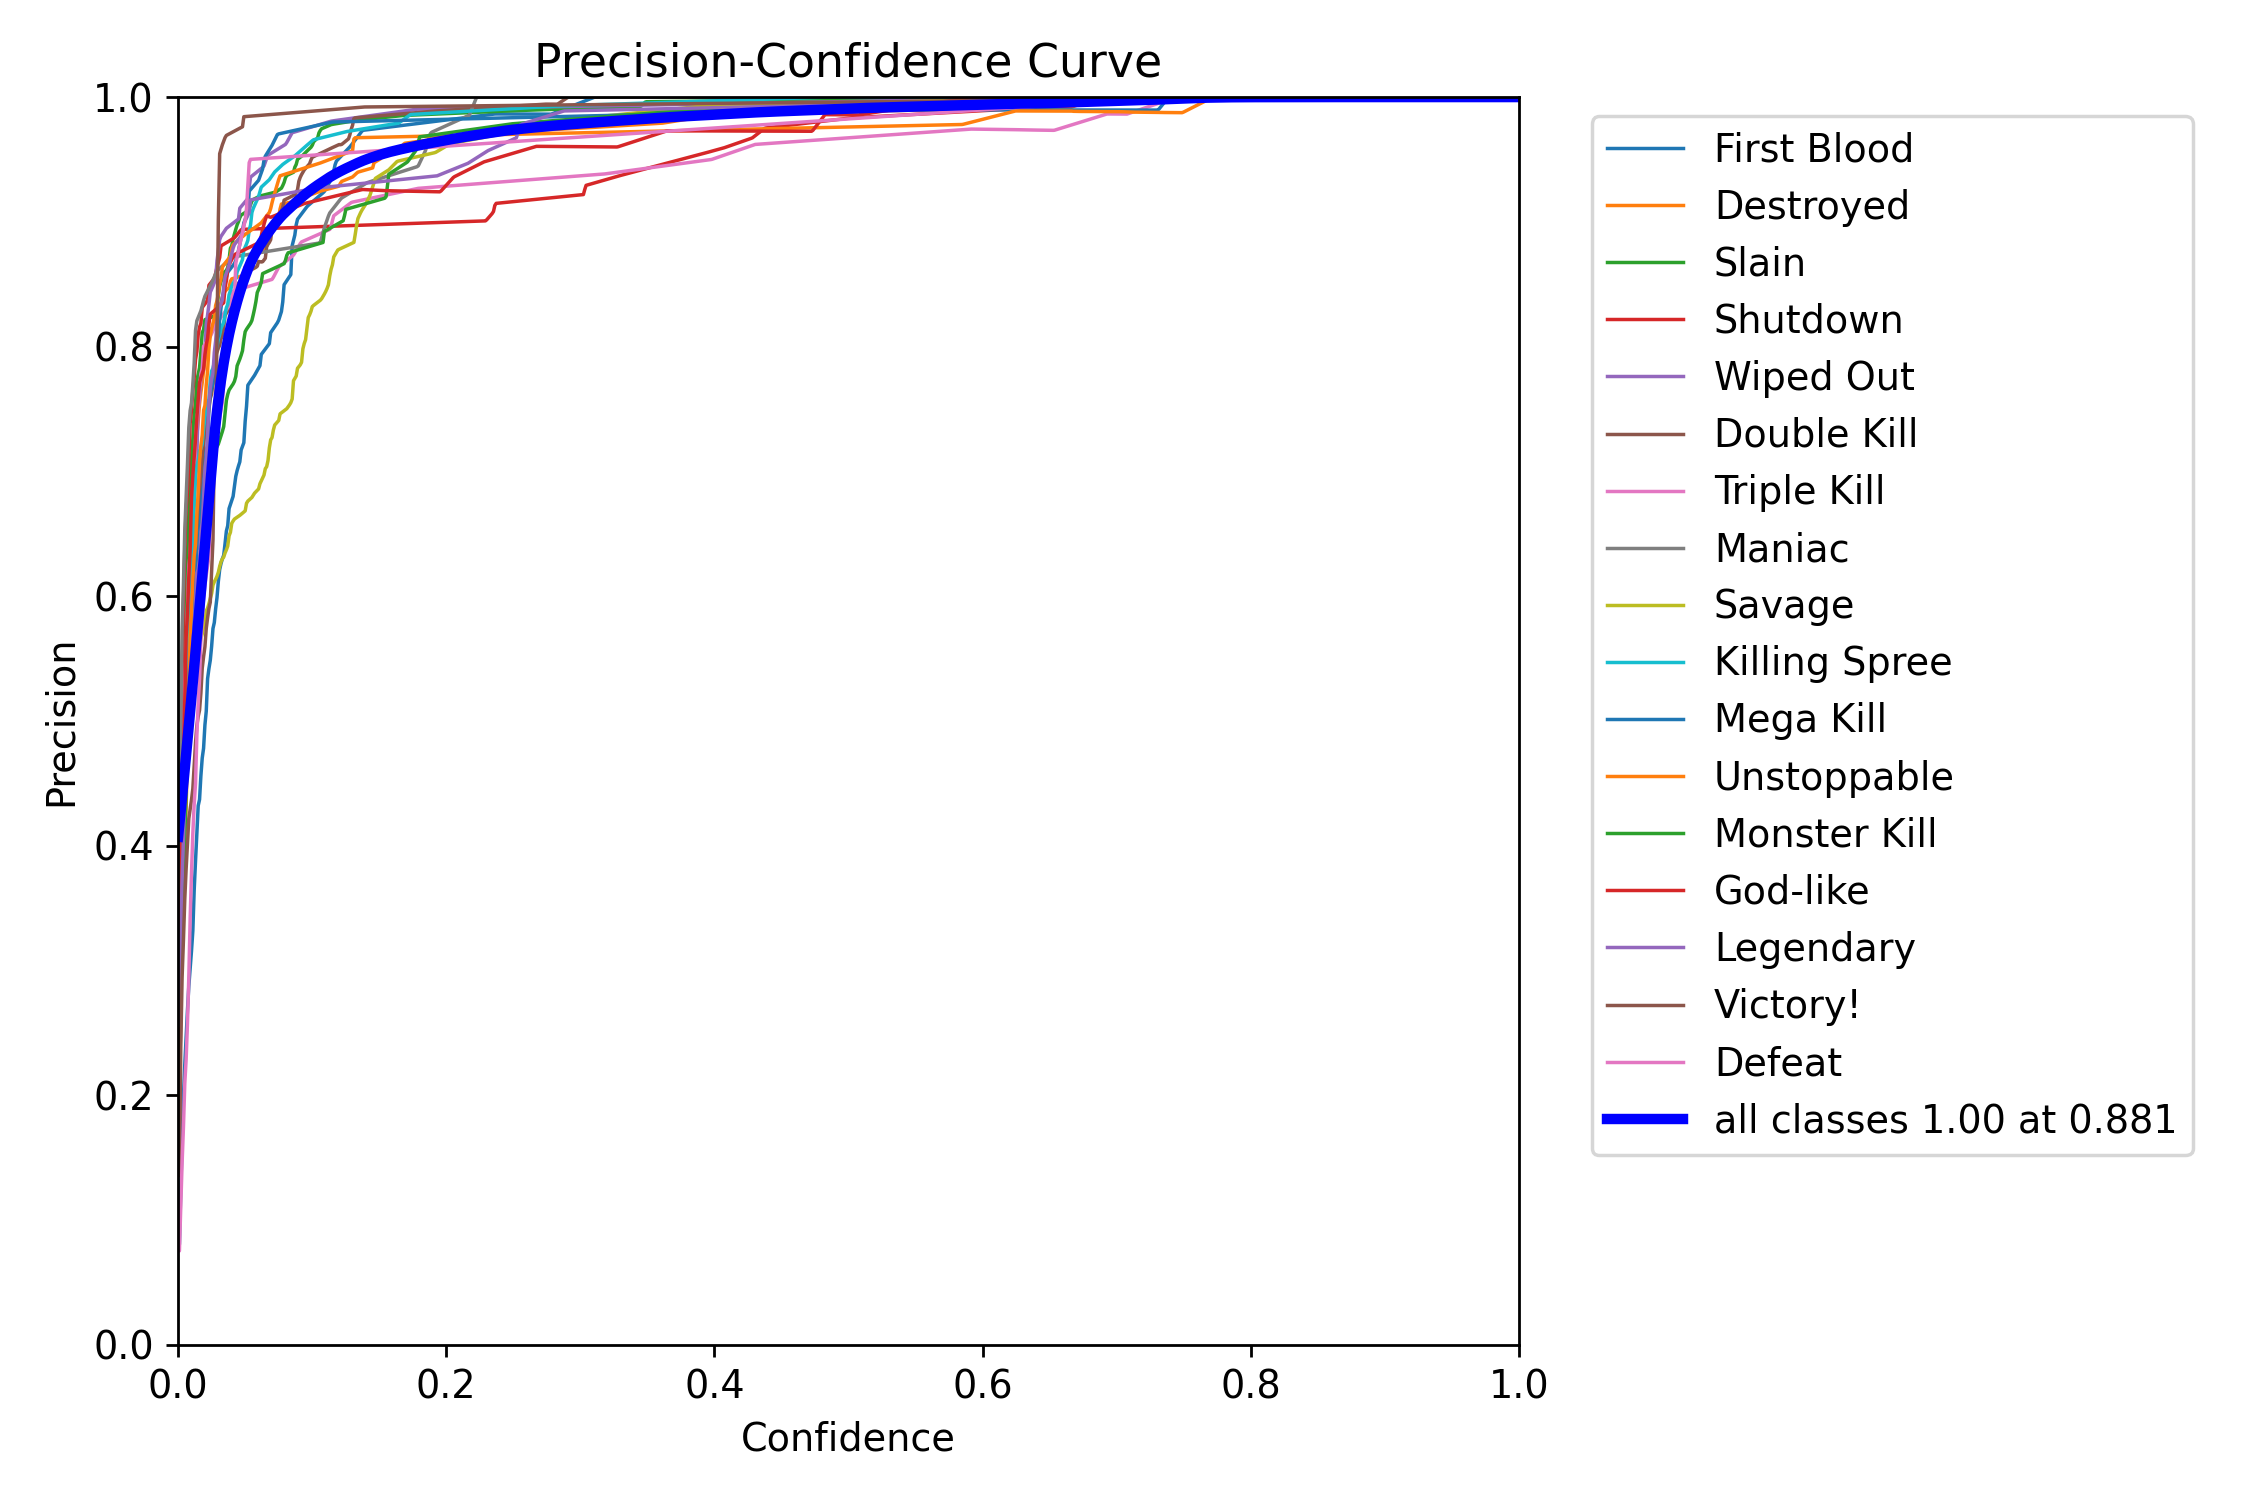 Precision-Confidence Curve
1.0
0.8
0.6
0.4
0.2
0.0
Precision
0.0 0.2 0.4 0.6 0.8 1.0
Confidence
First Blood
Destroyed
Slain
Shutdown
Wiped Out
Double Kill
Triple Kill
Maniac
Savage
Killing Spree
Mega Kill
Unstoppable
Monster Kill
God-like
Legendary
Victory!
Defeat
all classes 1.00 at 0.881